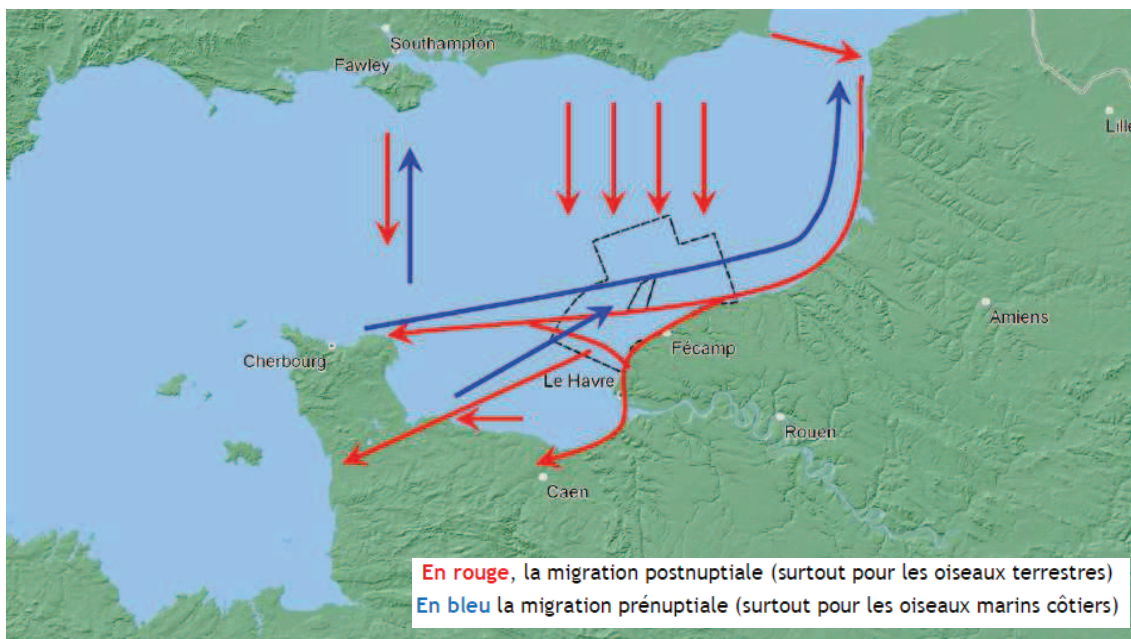 Southampton
Fawley
Lille
Amiens
Cherbourg
Fécamp
Le Havre
Rouen
Caen
En rouge, la migration postnuptiale (surtout pour les oiseaux terrestres)
En bleu la migration prénuptiale (surtout pour les oiseaux marins côtiers)